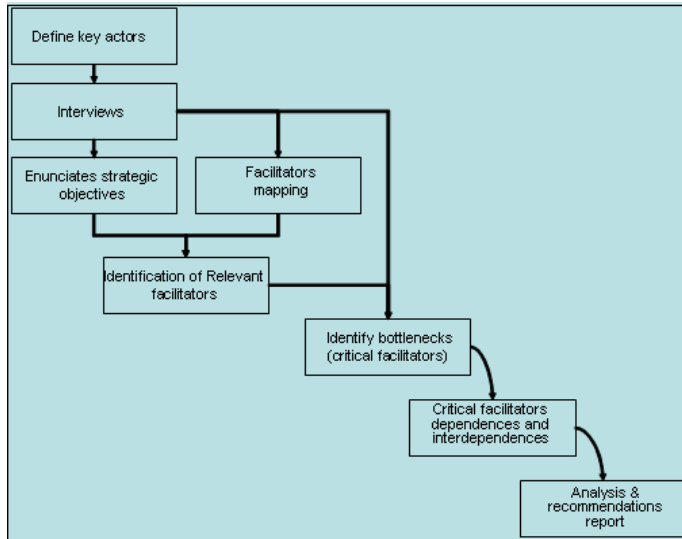 Define key actors
Interviews
Enunciates strategic
objectives
Facilitators
mapping
Identification of Relevant
facilitators
Identify bottlenecks
(critical facilitators)
Critical facilitators
dependences and
interdependences
Analysis &
recommendations
report